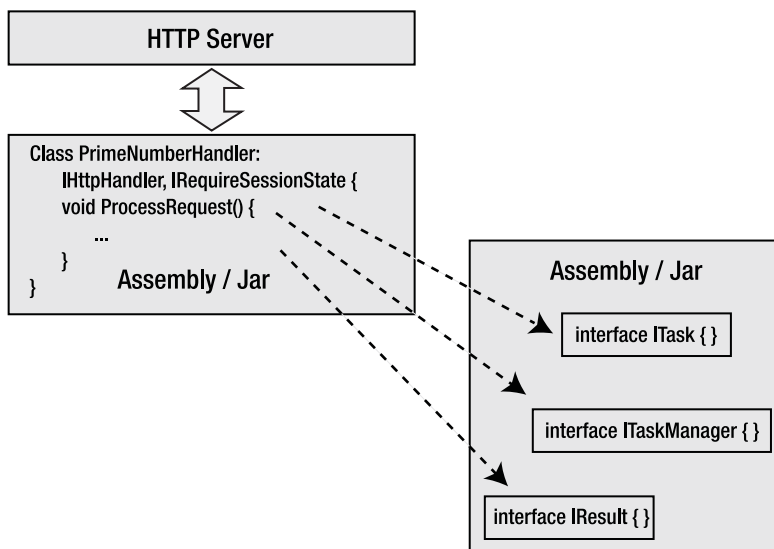 HTTP Server
Class PrimeNumberHandler:
IHttpHandler, IRequireSessionState {
void ProcessRequest() {
...
}
}
Assembly / Jar
Assembly / Jar
interface ITask { }
interface ITaskManager { }
interface IResult { }